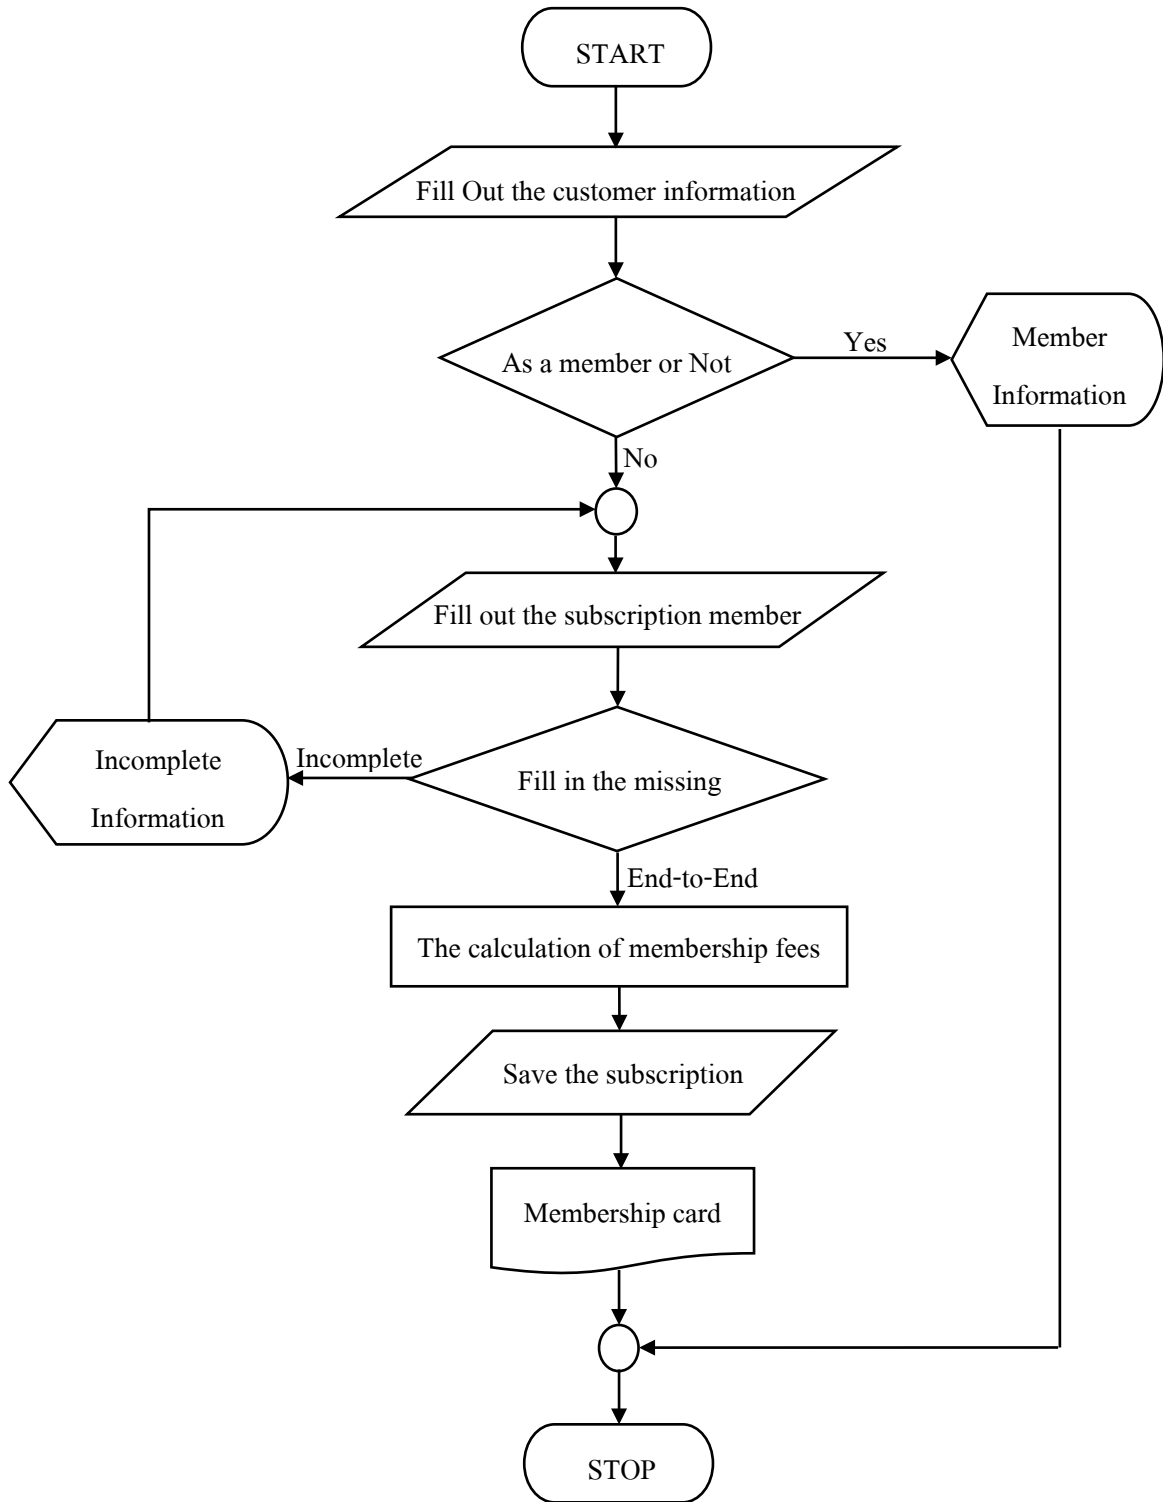 START
Fill Out the customer information
As a member or Not
Yes
Member
Information
No
Fill out the subscription member
Incomplete
Information
Incomplete
Fill in the missing
End-to-End
The calculation of membership fees
Save the subscription
Membership card
STOP